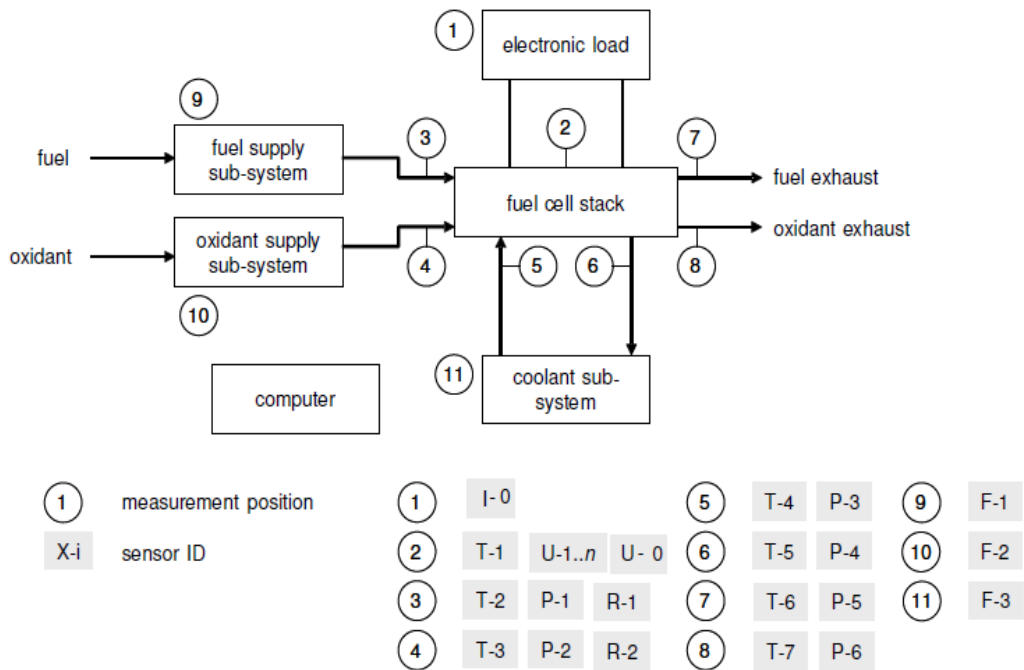 1
electronic load
9
3
2
7
fuel
fuel supply
sub-system
fuel cell stack
fuel exhaust
oxidant
oxidant supply
sub-system
oxidant exhaust
4
5
6
8
10
11
coolant sub-
system
computer
1 measurement position
X-i sensor ID
1 I- 0
2 T-1 U-1..n U - 0
3 T-2 P-1 R-1
4 T-3 P-2 R-2
5 T-4 P-3
6 T-5 P-4
7 T-6 P-5
8 T-7 P-6
9 F-1
10 F-2
11 F-3